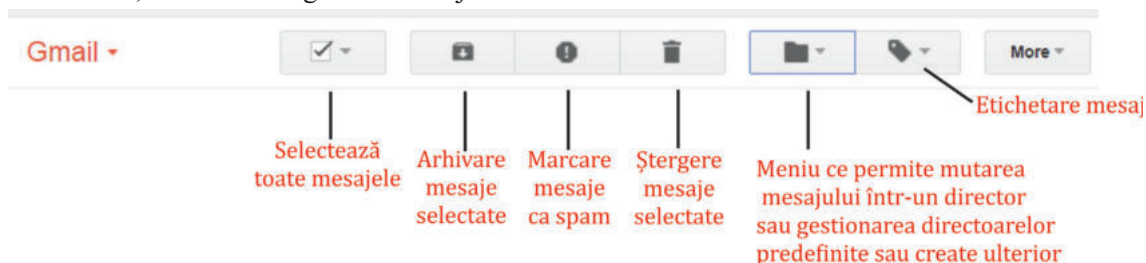 Gmail
More
Etichetare mesaj
Selectează
toate mesajele
Arhivare
mesaje
selectate
Marcare
mesaje
ca spam
Ștergere
mesaje
selectate
Meniu ce permite mutarea
mesajului într-un director
sau gestionarea directoarelor
predefinite sau create ulterior